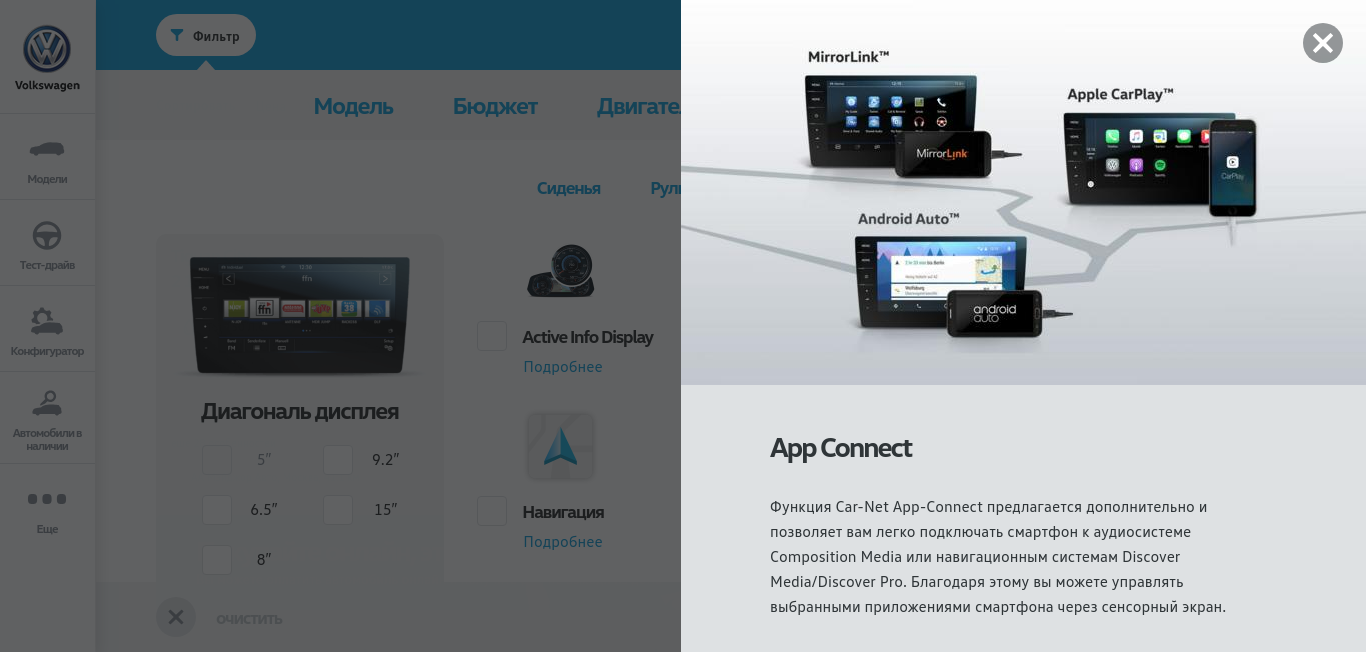 Volkswagen
Модели
Тест-драйв
Конфигуратор
Автомобили в
наличии
Еще
Фильтр
Модель
Бюджет
Сиденья
Диагональ дисплея
5″
9.2″
6.5″
15″
8″
Active Info Display
Подробнее
Навигация
Подробнее
ОЧИСТИТЬ
MirrorLink™
MirrorLink
Apple CarPlay™
CarPlay
Android Auto™
Wolfsburg
android
auto
App Connect
Функция Car-Net App-Connect предлагается дополнительно и
позволяет вам легко подключать смартфон к аудиосистеме
Composition Media или навигационным системам Discover
Media/Discover Pro. Благодаря этому вы можете управлять
выбранными приложениями смартфона через сенсорный экран.